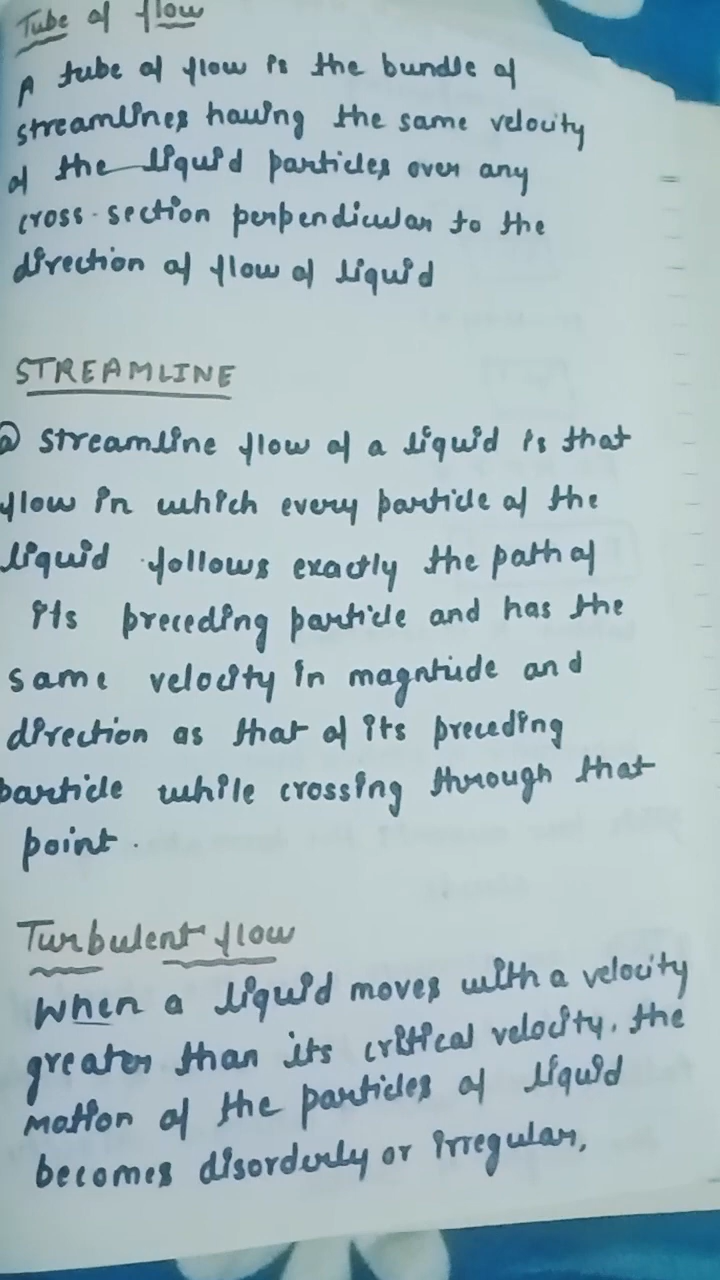 Tube of flow
A tube of flow is the bundle of
streamlines having the same velocity
of the liquid particles over any
cross-section perpendicular to the
direction of flow of liquid
STREAMLINE
@ streamline flow of a liquid is that
flow in which every particle of the
liquid follows exactly the path of
its preceding particle and has the
same velocity in magntude and
direction as that of its preceding
particle while crossing through that
point.
Turbulent flow
When a liquid moves with a velocity
greater than its critical velocity, the
motion of the particles of liquid
becomes disorderly or irregular,